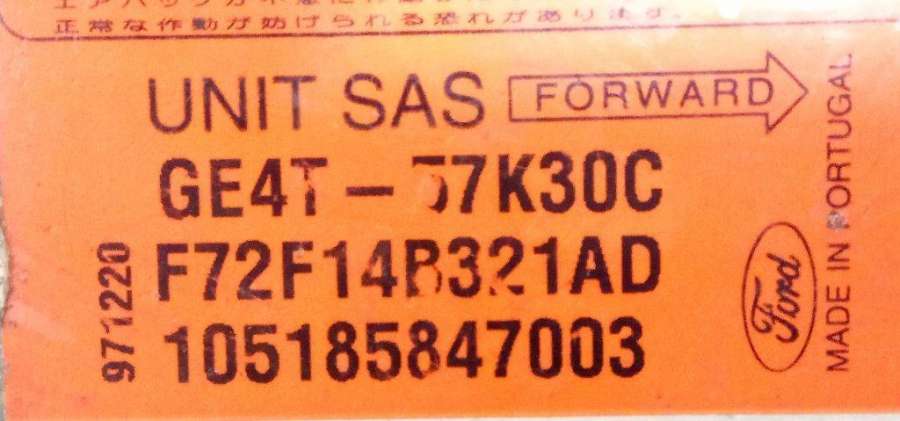 正常な作動が妨げられる恐れがあります。
UNIT SAS
FORWARD
GE4T-57K30C
F72F14B321AD
105185847003
971220
Ford
MADE IN PORTUGAL